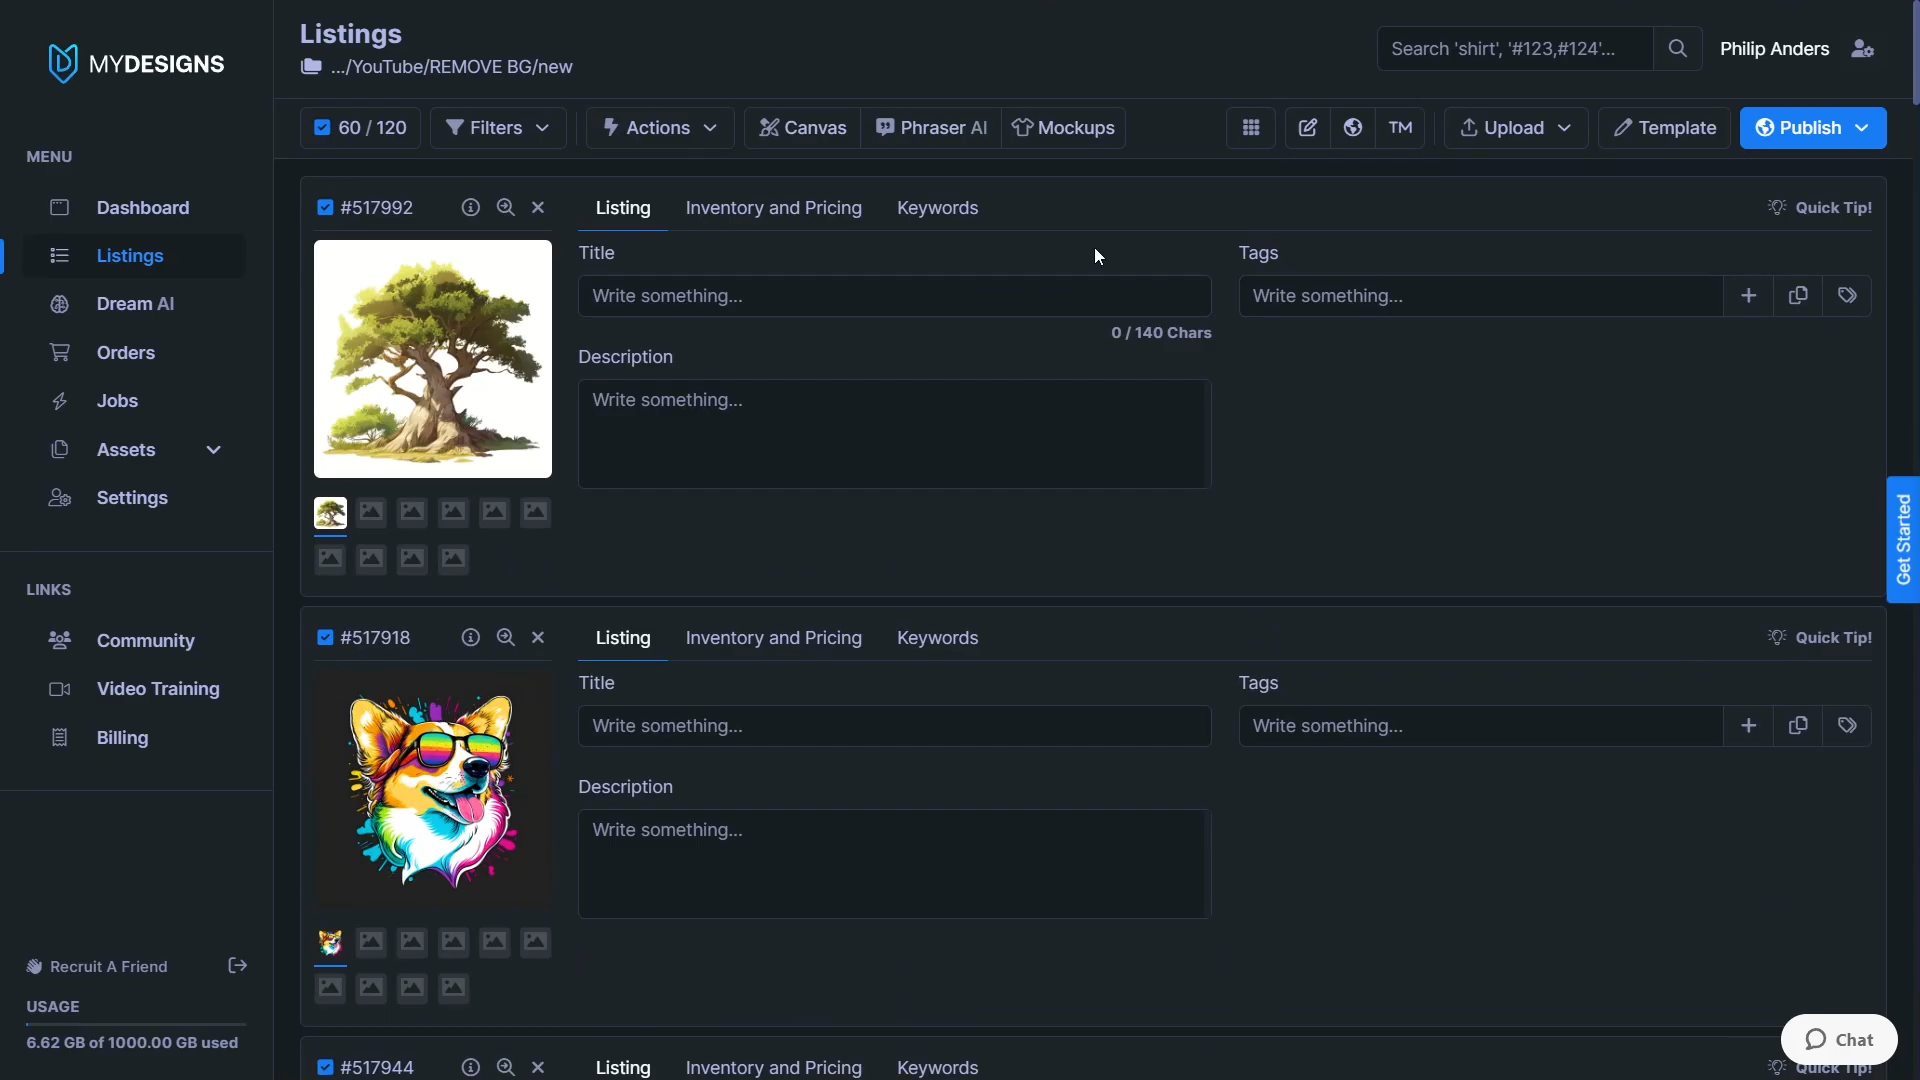 Listings
.../YouTube/REMOVE BG/new
Search 'shirt', '#123,#124'...
Philip Anders
MYDESIGNS
60 / 120
Filters
Actions
Canvas
Phraser AI
Mockups
TM
Upload
Template
Publish
MENU
Dashboard
Listings
Dream AI
Orders
Jobs
Assets
Settings
LINKS
Community
Video Training
Billing
Recruit A Friend
USAGE
6.62 GB of 1000.00 GB used
#517992
Listing
Inventory and Pricing
Keywords
Quick Tip!
Title
Write something...
0 / 140 Chars
Tags
Write something...
Description
Write something...
Get Started
#517918
Listing
Inventory and Pricing
Keywords
Quick Tip!
Title
Write something...
Tags
Write something...
Description
Write something...
#517944
Listing
Inventory and Pricing
Keywords
Quick Tip!
Chat